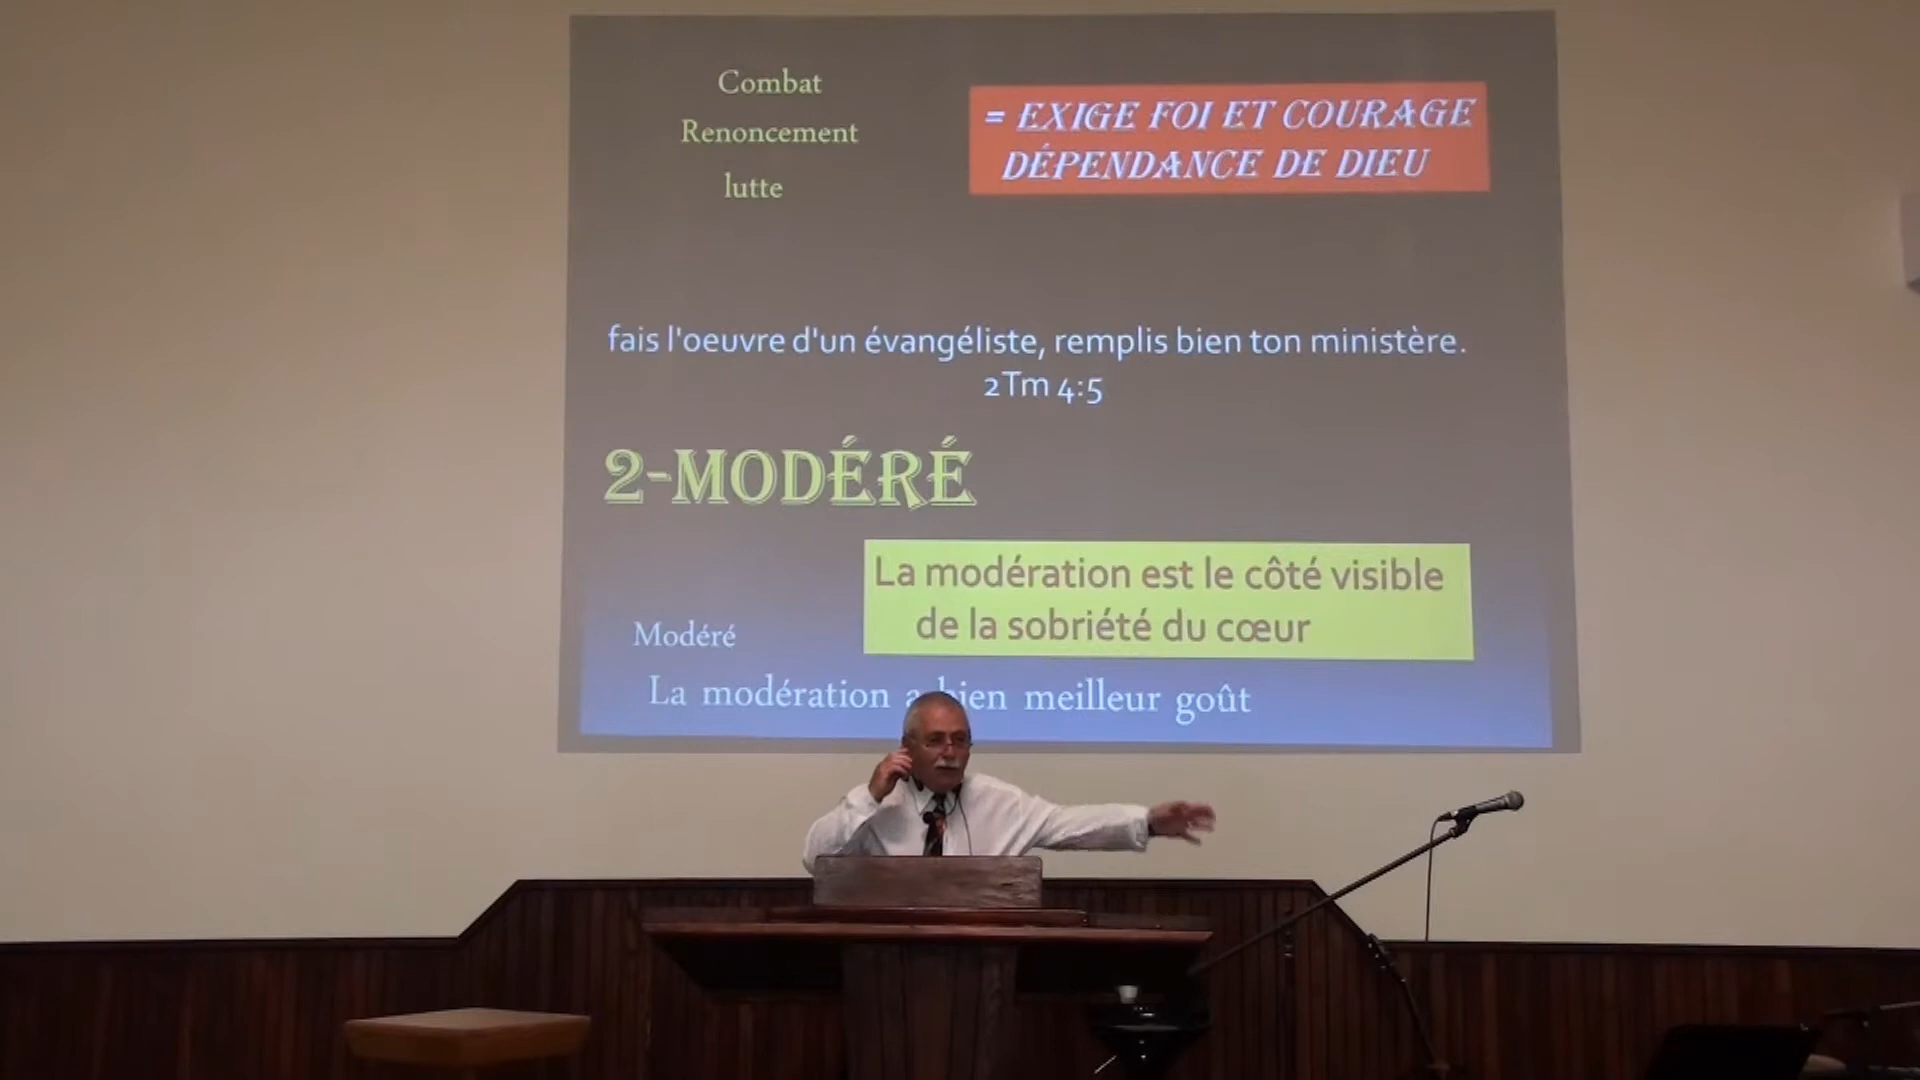 Combat
Renoncement
lutte
= EXIGE FOI ET COURAGE
DÉPENDANCE DE DIEU
fais l'oeuvre d'un évangéliste, remplis bien ton ministère.
2Tm 4:5
2-MODÉRÉ
La modération est le côté visible
de la sobriété du cœur
Modéré
La modération a bien meilleur goût